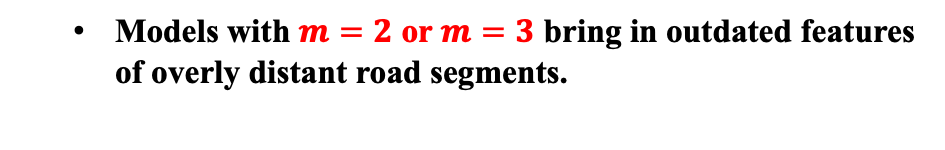 • Models with m = 2 or m = 3 bring in outdated features
of overly distant road segments.